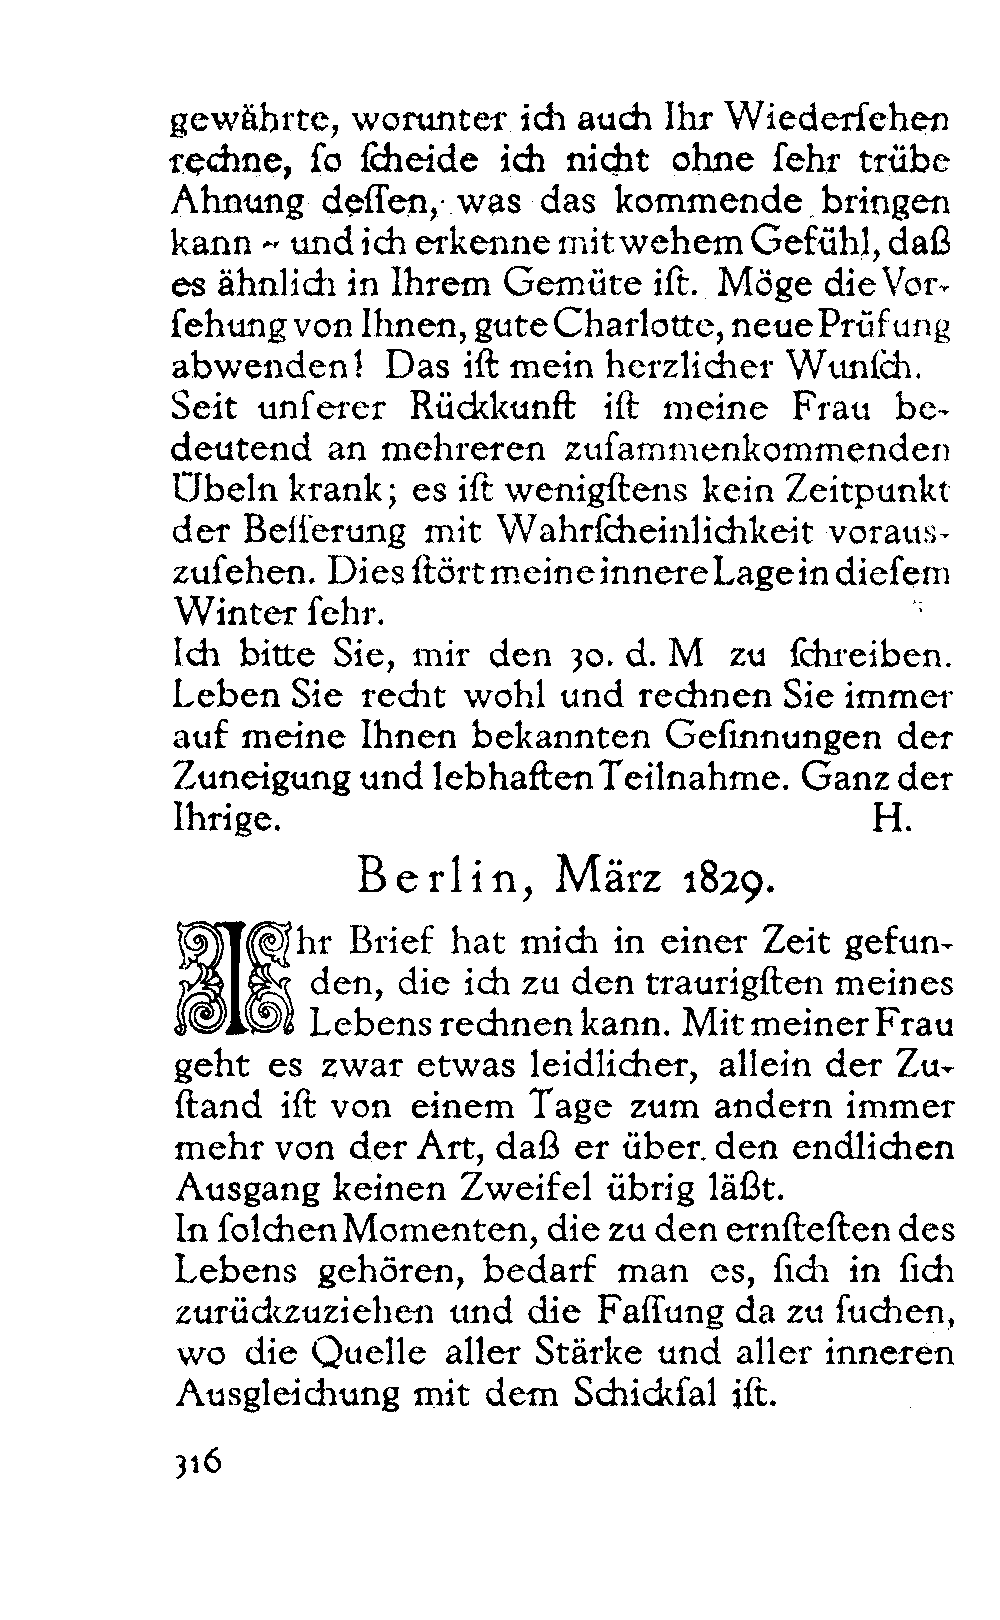 gewährte, worunter ich auch Ihr Wiederſehen
rechne, ſo ſcheide ich nicht ohne ſehr trübe
Ahnung deſſen, was das kommende bringen
kann ~ und ich erkenne mit wehem Gefühl, daß
es ähnlich in Ihrem Gemüte iſt. Möge die Vor-
ſehung von Ihnen, gute Charlotte, neue Prüfung
abwenden! Das iſt mein herzlicher Wunſch.
Seit unſerer Rückkunft iſt meine Frau be-
deutend an mehreren zuſammenkommenden
Übeln krank; es iſt wenigſtens kein Zeitpunkt
der Beſſerung mit Wahrſcheinlichkeit voraus-
zuſehen. Dies ſtört meine innere Lage in dieſem
Winter ſehr.
Ich bitte Sie, mir den 30. d. M zu ſchreiben.
Leben Sie recht wohl und rechnen Sie immer
auf meine Ihnen bekannten Geſinnungen der
Zuneigung und lebhaften Teilnahme. Ganz der
Ihrige. H.
Berlin, März 1829.
Ihr Brief hat mich in einer Zeit gefun-
den, die ich zu den traurigſten meines
Lebens rechnen kann. Mit meiner Frau
geht es zwar etwas leidlicher, allein der Zu-
ſtand iſt von einem Tage zum andern immer
mehr von der Art, daß er über den endlichen
Ausgang keinen Zweifel übrig läßt.
In ſolchen Momenten, die zu den ernſteſten des
Lebens gehören, bedarf man es, ſich in ſich
zurückzuziehen und die Faſſung da zu ſuchen,
wo die Quelle aller Stärke und aller inneren
Ausgleichung mit dem Schickſal iſt.
316